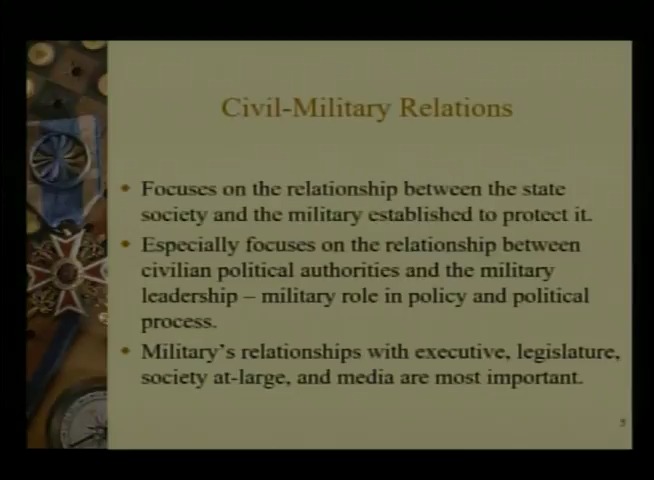 Civil-Military Relations
• Focuses on the relationship between the state
society and the military established to protect it.
• Especially focuses on the relationship between
civilian political authorities and the military
leadership – military role in policy and political
process.
• Military's relationships with executive, legislature,
society at-large, and media are most important.